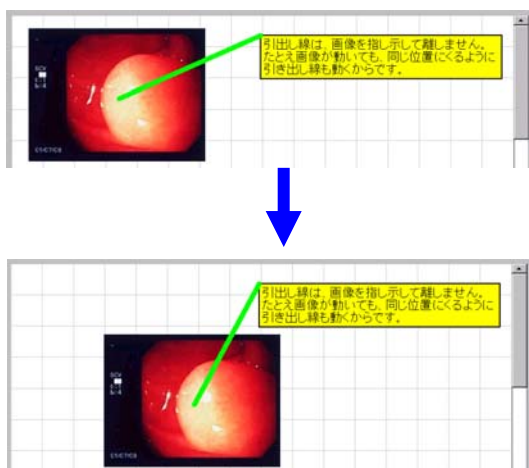 引出し線は、画像を指し示して離しません。
たとえ画像が動いても、同じ位置にくるように
引き出し線も動くからです。
SCV
引出し線は、画像を指し示して離しません。
たとえ画像が動いても、同じ位置にくるように
引き出し線も動くからです。
SCV